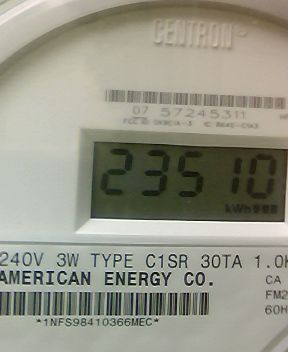 CENTRON
07 57245311
23510
kWh
240V 3W TYPE C1SR 30TA 1.0K
AMERICAN ENERGY CO.
CA
FM2
60H
*1NFS98410366MEC*